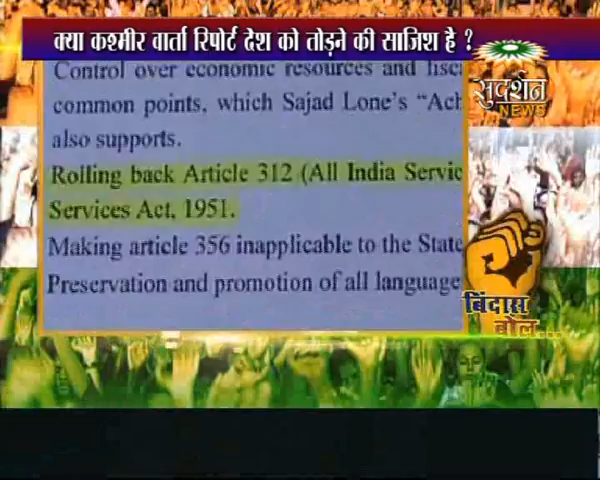 क्या कश्मीर वार्ता रिपोर्ट देश को तोड़ने की साजिश है ?
सुदर्शन
NEWS
Control over economic resources and fisc
common points, which Sajad Lone's "Ach
also supports.
Rolling back Article 312 (All India Servic
Services Act, 1951.
Making article 356 inapplicable to the State
Preservation and promotion of all language
बिंदास
बोल....